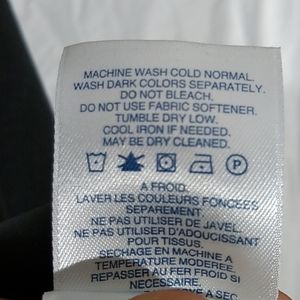 MACHINE WASH COLD NORMAL.
WASH DARK COLORS SEPARATELY.
DO NOT BLEACH.
DO NOT USE FABRIC SOFTENER.
TUMBLE DRY LOW.
COOL IRON IF NEEDED.
MAY BE DRY CLEANED.
P
A FROID.
LAVER LES COULEURS FONCÉES
SEPAREMENT.
NE PAS UTILISER DE JAVEL.
NE PAS UTILISER D'ADOUCISSANT
POUR TISSUS.
SECHAGE EN MACHINE A
TEMPERATURE MODEREE.
REPASSER AU FER FROID SI
NECESSAIRE.
A SEC